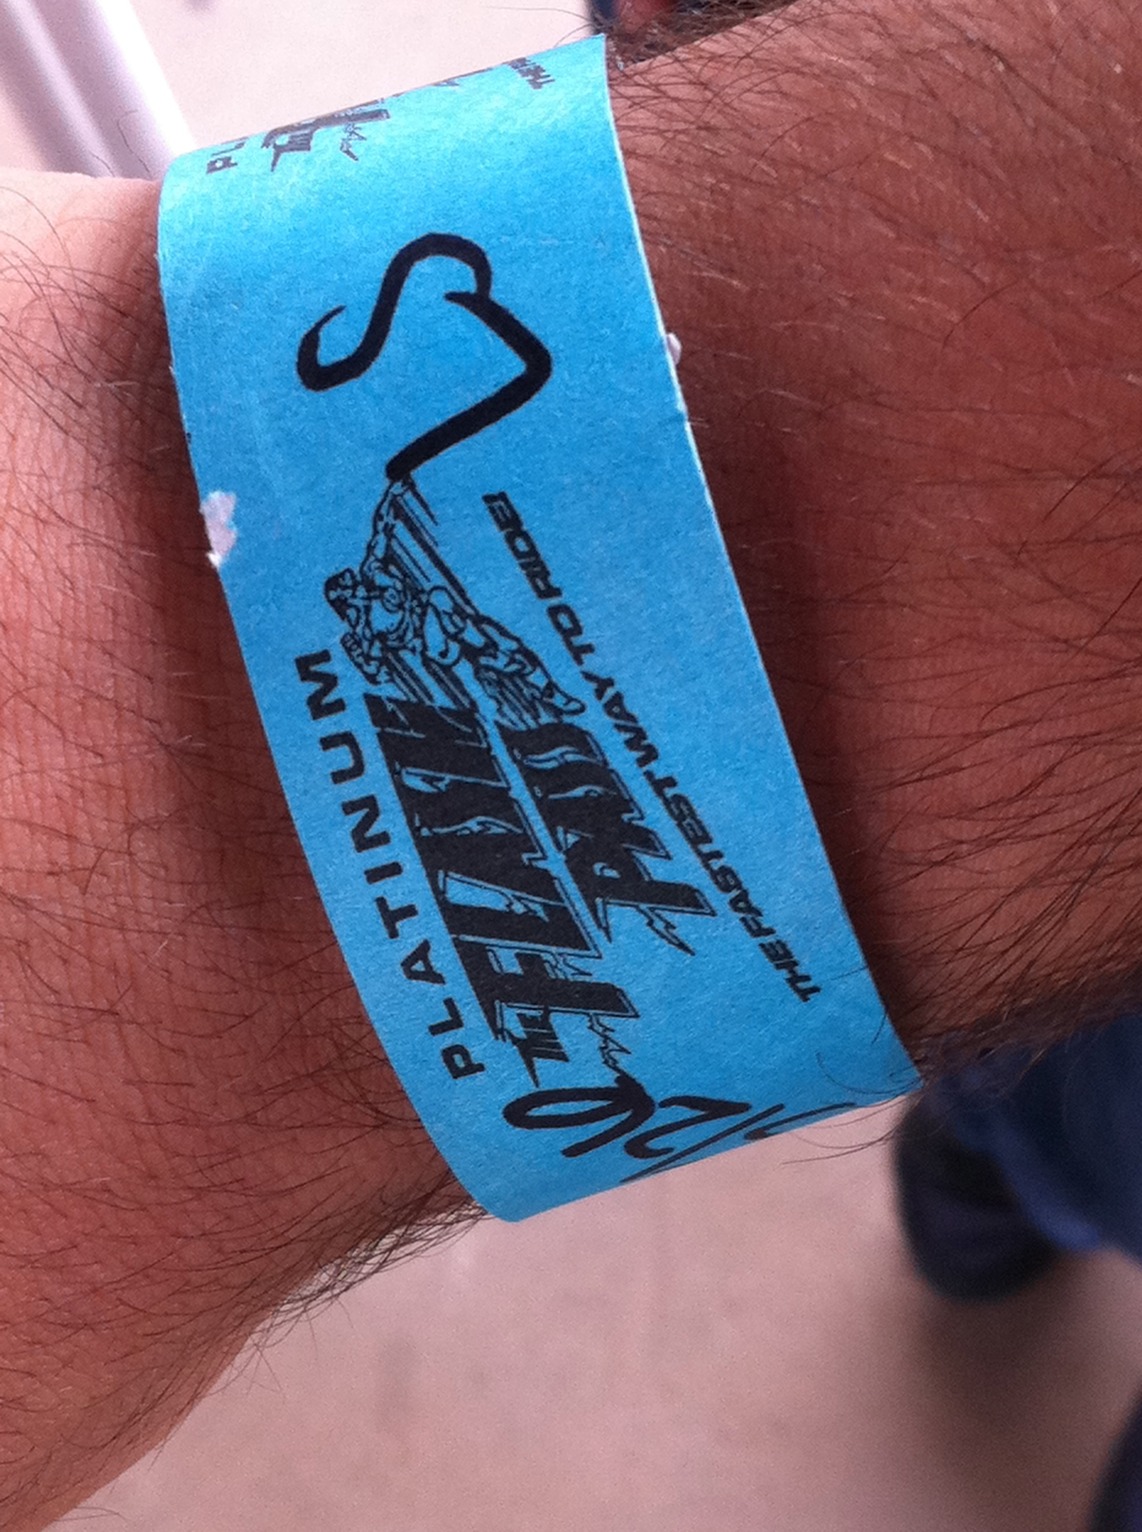 PLATINUM
THE FLASH
PASS
THE FASTEST WAY TO RIDE!